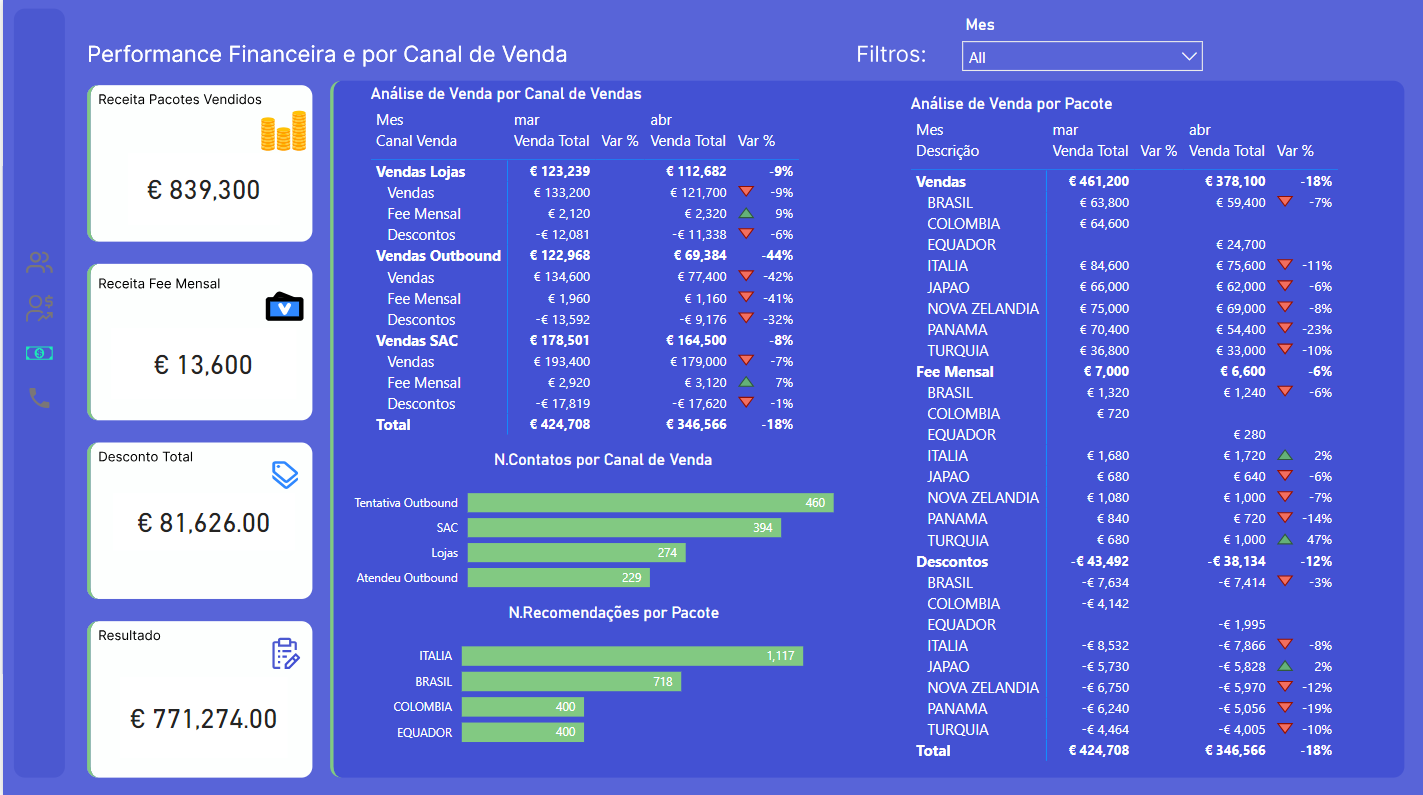 Performance Financeira e por Canal de Venda
Filtros:
Mes
All
Receita Pacotes Vendidos
€ 839,300
Receita Fee Mensal
€ 13,600
Desconto Total
€ 81,626.00
Resultado
€ 771,274.00
Análise de Venda por Canal de Vendas
Mes mar abr
Canal Venda Venda Total Var % Venda Total Var %
Vendas Lojas € 123,239 € 112,682 -9%
Vendas € 133,200 € 121,700 -9%
Fee Mensal € 2,120 € 2,320 9%
Descontos -€ 12,081 -€ 11,338 -6%
Vendas Outbound € 122,968 € 69,384 -44%
Vendas € 134,600 € 77,400 -42%
Fee Mensal € 1,960 € 1,160 -41%
Descontos -€ 13,592 -€ 9,176 -32%
Vendas SAC € 178,501 € 164,500 -8%
Vendas € 193,400 € 179,000 -7%
Fee Mensal € 2,920 € 3,120 7%
Descontos -€ 17,819 -€ 17,620 -1%
Total € 424,708 € 346,566 -18%
N.Contatos por Canal de Venda
Tentativa Outbound 460
SAC 394
Lojas 274
Atendeu Outbound 229
N.Recomendações por Pacote
ITALIA 1,117
BRASIL 718
COLOMBIA 400
EQUADOR 400
Análise de Venda por Pacote
Mes mar abr
Descrição Venda Total Var % Venda Total Var %
Vendas € 461,200 € 378,100 -18%
BRASIL € 63,800 € 59,400 -7%
COLOMBIA € 64,600
EQUADOR € 24,700
ITALIA € 84,600 € 75,600 -11%
JAPAO € 66,000 € 62,000 -6%
NOVA ZELANDIA € 75,000 € 69,000 -8%
PANAMA € 70,400 € 54,400 -23%
TURQUIA € 36,800 € 33,000 -10%
Fee Mensal € 7,000 € 6,600 -6%
BRASIL € 1,320 € 1,240 -6%
COLOMBIA € 720
EQUADOR € 280
ITALIA € 1,680 € 1,720 2%
JAPAO € 680 € 640 -6%
NOVA ZELANDIA € 1,080 € 1,000 -7%
PANAMA € 840 € 720 -14%
TURQUIA € 680 € 1,000 47%
Descontos -€ 43,492 -€ 38,134 -12%
BRASIL -€ 7,634 -€ 7,414 -3%
COLOMBIA -€ 4,142
EQUADOR -€ 1,995
ITALIA -€ 8,532 -€ 7,866 -8%
JAPAO -€ 5,730 -€ 5,828 2%
NOVA ZELANDIA -€ 6,750 -€ 5,970 -12%
PANAMA -€ 6,240 -€ 5,056 -19%
TURQUIA -€ 4,464 -€ 4,005 -10%
Total € 424,708 € 346,566 -18%